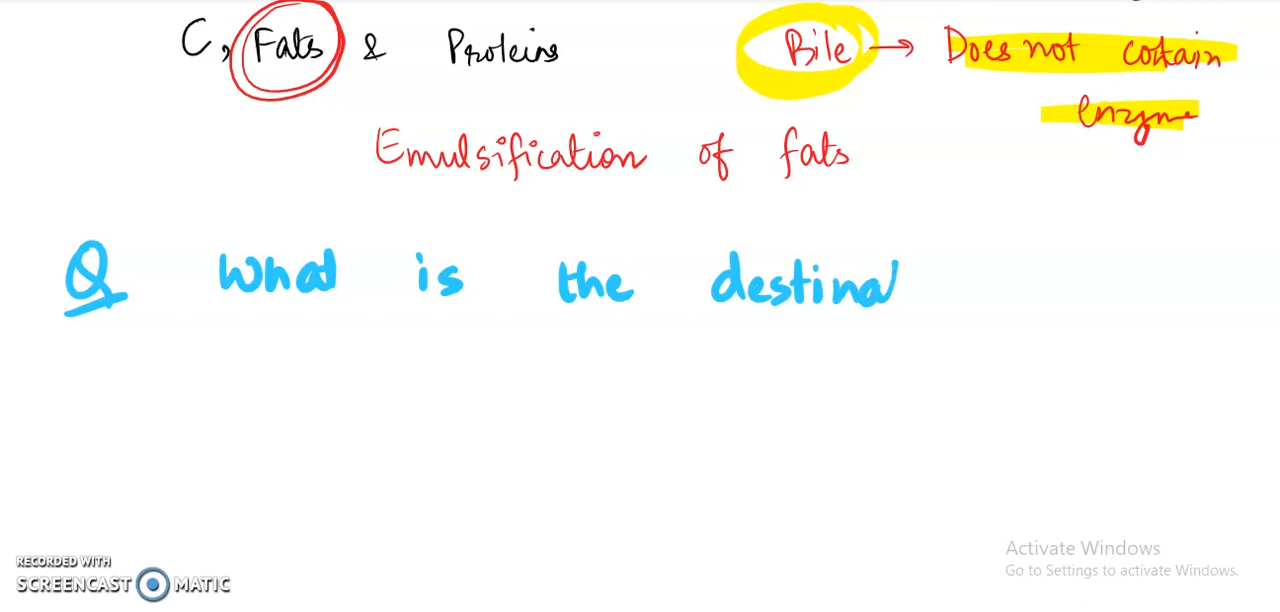 C, Fats & Proteins
Bile → Does not contain
enzyme
Emulsification of fats
Q What is the destina
Activate Windows
Go to Settings to activate Windows.
RECORDED WITH
SCREENCAST MATIC